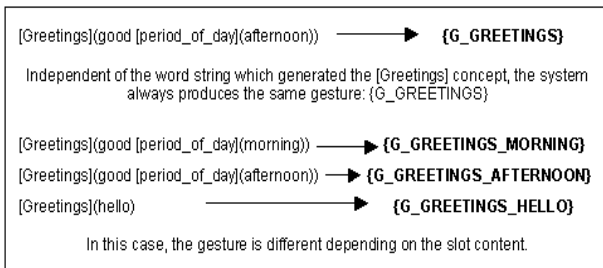 [Greetings](good [period_of_day](afternoon)) {G_GREETINGS}
Independent of the word string which generated the [Greetings] concept, the system
always produces the same gesture: {G_GREETINGS}
[Greetings](good [period_of_day](morning)) {G_GREETINGS_MORNING}
[Greetings](good [period_of_day](afternoon)) {G_GREETINGS_AFTERNOON}
[Greetings](hello) {G_GREETINGS_HELLO}
In this case, the gesture is different depending on the slot content.